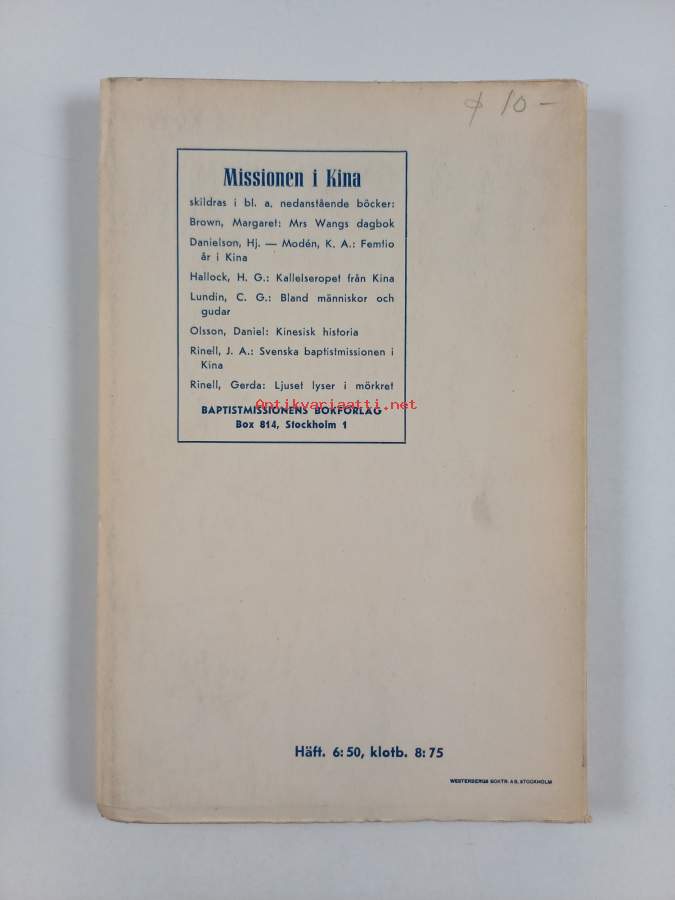 ¢ 10 –
Missionen i Kina
skildras i bl. a. nedanstående böcker:
Brown, Margaret: Mrs Wangs dagbok
Danielson, Hj. — Modén, K. A.: Femtio
år i Kina
Hallock, H. G.: Kallelseropet från Kina
Lundin, C. G.: Bland människor och
gudar
Olsson, Daniel: Kinesisk historia
Rinell, J. A.: Svenska baptistmissionen i
Kina
Rinell, Gerda: Ljuset lyser i mörkret
Antikvariaatti.net
BAPTISTMISSIONENS BOKFÖRLAG
Box 814, Stockholm 1
Häft. 6:50, klotb. 8:75
WESTERBERGS BOKTR. A.B., STOCKHOLM